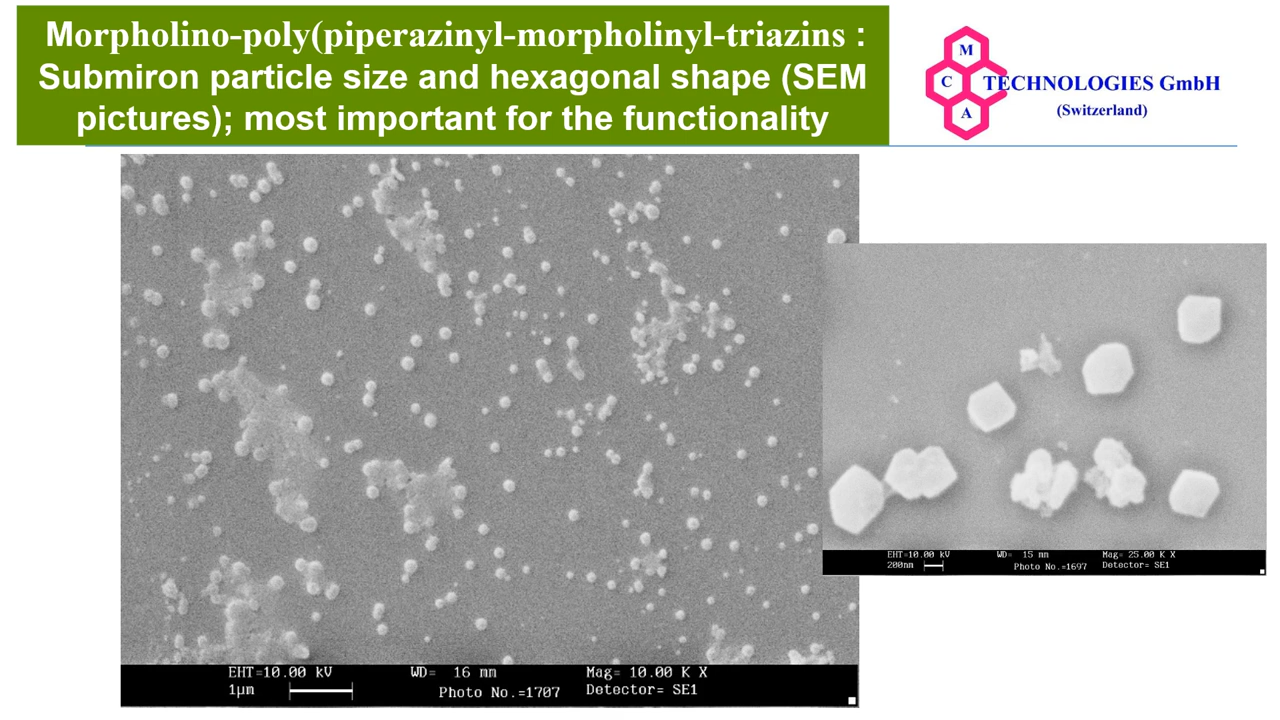 Morpholino-poly(piperazinyl-morpholinyl-triazins :
Submiron particle size and hexagonal shape (SEM
pictures); most important for the functionality
M
C
A
TECHNOLOGIES GmbH
(Switzerland)
EHT=10.00 kV WD= 16 mm Mag= 10.00 K X
1µm Photo No.=1707 Detector= SE1
EHT=10.00 kV WD= 15 mm Mag= 25.00 K X
200nm Photo No.=1697 Detector= SE1